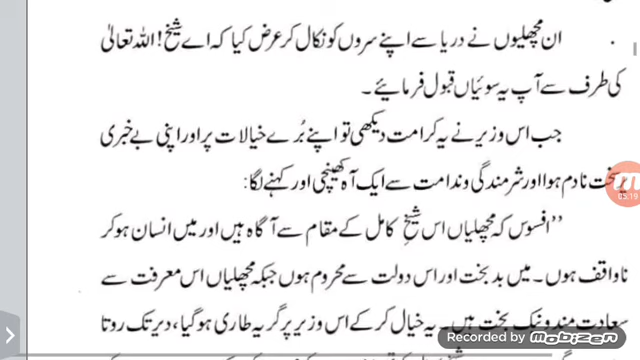 ان مچھلیوں نے دریا سے اپنے سروں کو نکال کر عرض کیا کہ اے شیخ! اللہ تعالیٰ
کی طرف سے آپ یہ سوئیاں قبول فرمائیے۔
جب اس وزیر نے یہ کرامت دیکھی تو اپنے بُرے خیالات پر اور اپنی بے خبری
سخت نادم ہوا اور شرمندگی و ندامت سے ایک آہ کھینچی اور کہنے لگا:
05:19
”افسوس کہ مچھلیاں اس شیخِ کامل کے مقام سے آگاہ ہیں اور میں انسان ہو کر
ناواقف ہوں۔ میں بدبخت اور اس دولت سے محروم ہوں جبکہ مچھلیاں اس معرفت سے
سعادت مند و نیک بخت ہیں۔ یہ خیال کر کے اس وزیر پر گریہ طاری ہو گیا، دیر تک روتا
RECORDED BY MOBIZEN